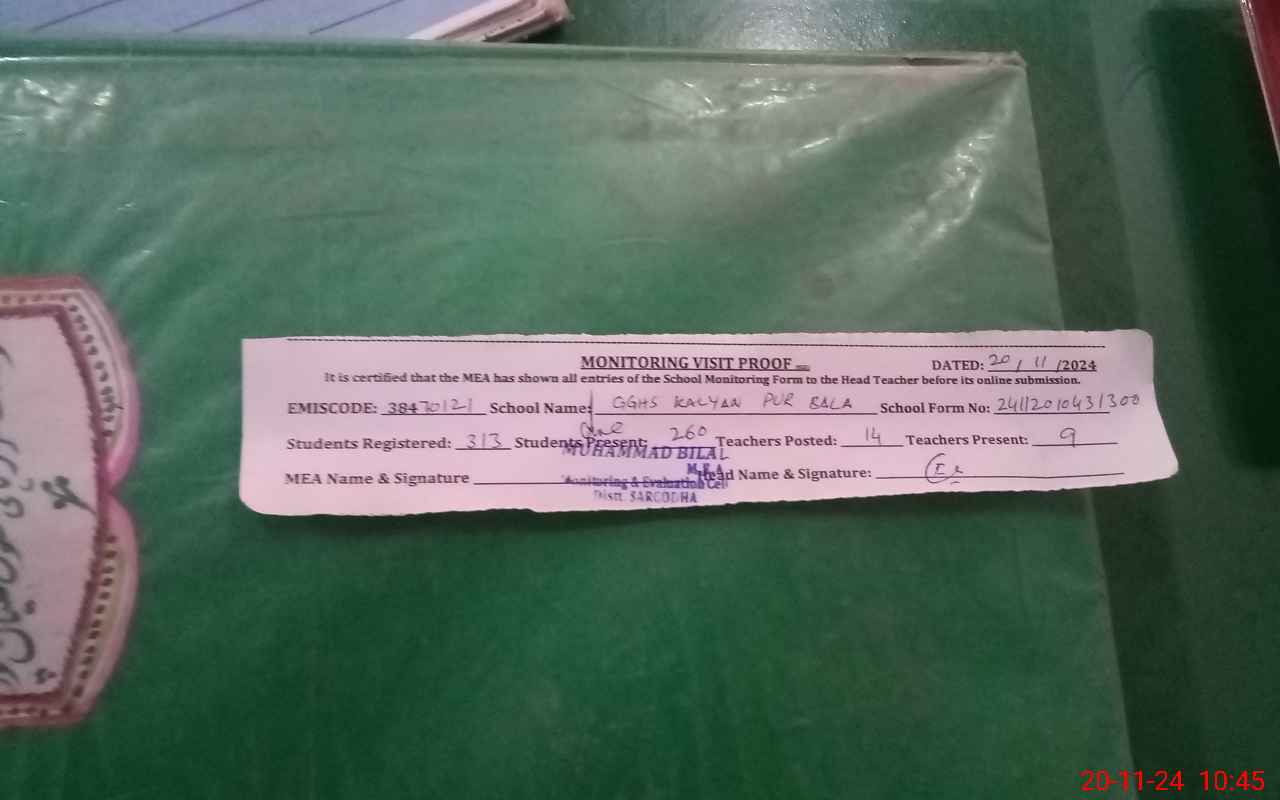 MONITORING VISIT PROOF
DATED: 20/11/2024
It is certified that the MEA has shown all entries of the School Monitoring Form to the Head Teacher before its online submission.
EMISCODE: 38470121 School Name: GGHS KALYAN PUR BALA School Form No: 24112010431300
Students Registered: 313 Students Present: 260 Teachers Posted: 14 Teachers Present: 9
MUHAMMAD BILAL
M.E.A
MEA Name & Signature Head Name & Signature:
Monitoring & Evaluation Cell
Distt. SARGODHA
20-11-24 10:45